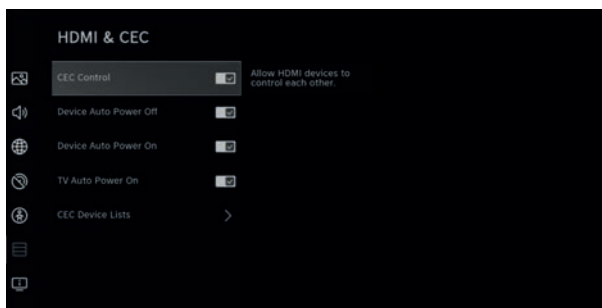 HDMI & CEC
CEC Control
Allow HDMI devices to
control each other.
Device Auto Power Off
Device Auto Power On
TV Auto Power On
CEC Device Lists